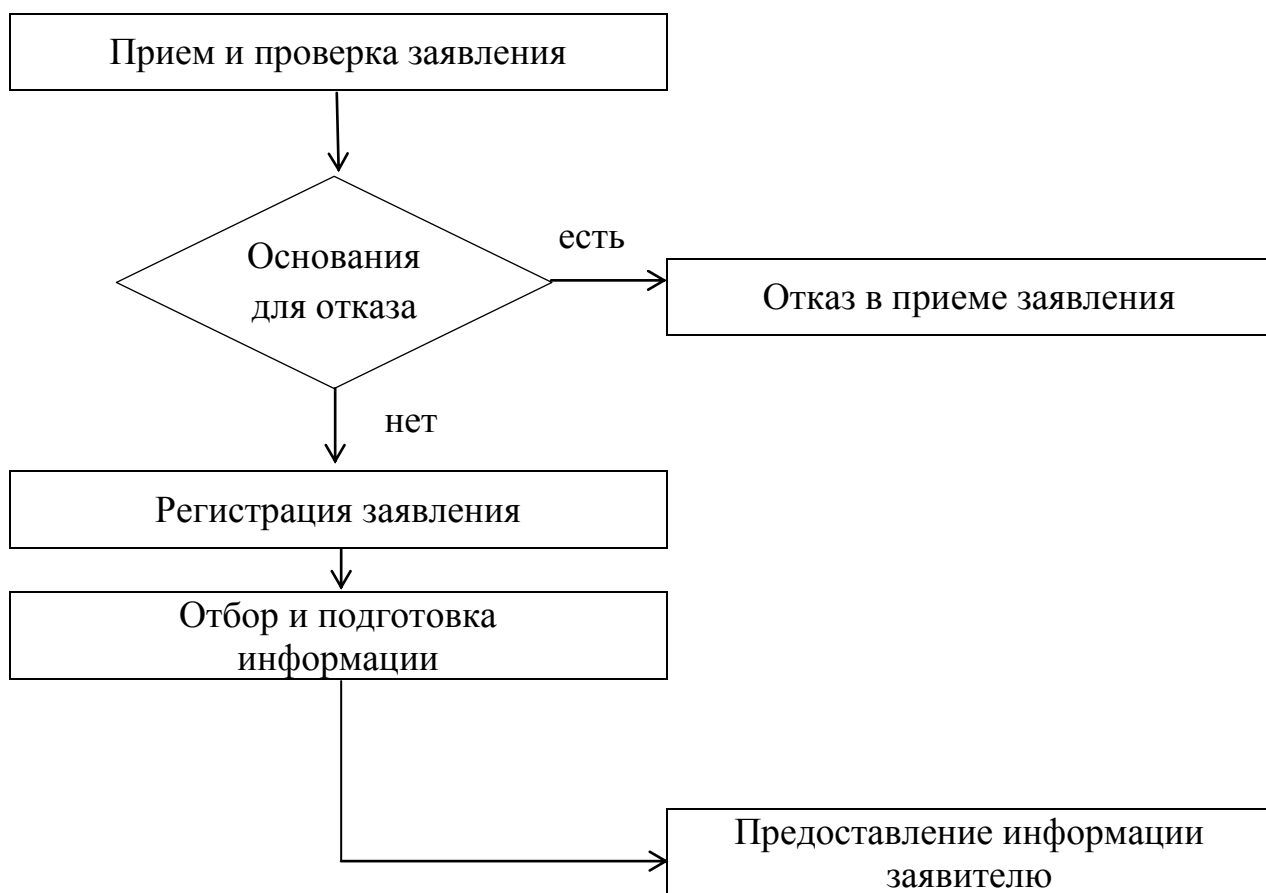 Прием и проверка заявления
Основания
для отказа
есть
Отказ в приеме заявления
нет
Регистрация заявления
Отбор и подготовка
информации
Предоставление информации
заявителю